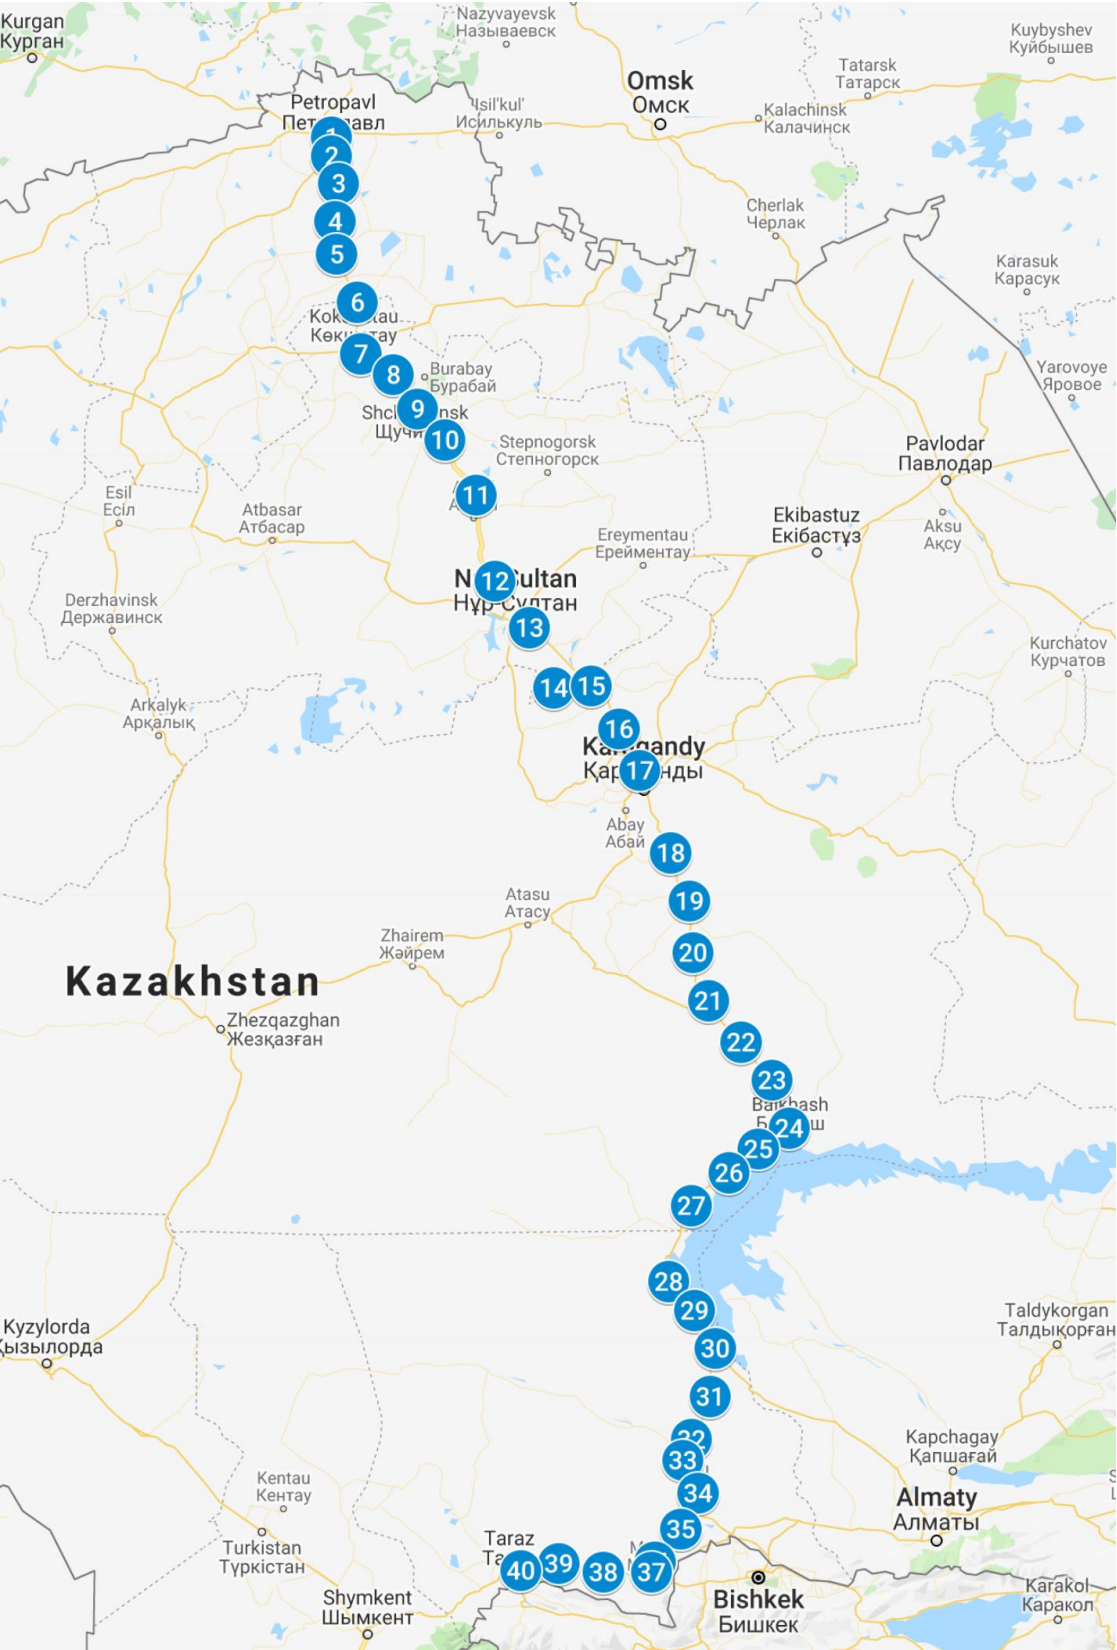 Kurgan
Курган
Nazyvayevsk
Называевск
Kuybyshev
Куйбышев
Tatarsk
Татарск
Omsk
Омск
Petropavl
Isil'kul'
Исилькуль
Kalachinsk
Калачинск
1
2
3
Cherlak
Черлак
4
5
Karasuk
Карасук
6
7
8
Burabay
Бурабай
Yarovoye
Яровое
9
10
Stepnogorsk
Степногорск
Pavlodar
Павлодар
Esil
Есіл
11
Atbasar
Атбасар
Ekibastuz
Екібастұз
Aksu
Ақсу
Ereymentau
Ерейментау
12
Нұр-Сұлтан
Derzhavinsk
Державинск
13
Kurchatov
Курчатов
14
15
Arkalyk
Арқалық
16
17
Abay
Абай
18
Atasu
Атасу
19
Zhairem
Жәйрем
20
Kazakhstan
21
Zhezqazghan
Жезқазған
22
23
Balkhash
24
25
26
27
28
29
Taldykorgan
Талдықорған
Kyzylorda
Қызылорда
30
31
32
33
Kapchagay
Қапшағай
Kentau
Кентау
34
Almaty
Алматы
35
Turkistan
Түркістан
Taraz
40
39
38
37
Shymkent
Шымкент
Bishkek
Бишкек
Karakol
Каракол